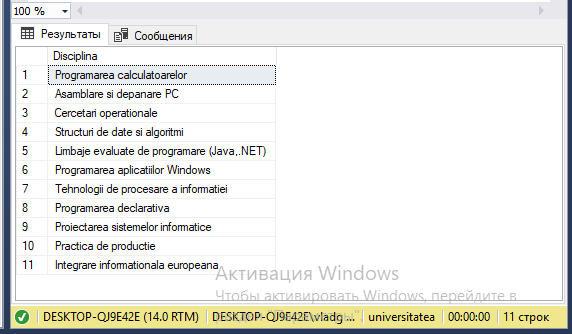 100 %
Результаты Сообщения
Disciplina
1 Programarea calculatoarelor
2 Asamblare si depanare PC
3 Cercetari operationale
4 Structuri de date si algoritmi
5 Limbaje evaluate de programare (Java,.NET)
6 Programarea aplicatiilor Windows
7 Tehnologii de procesare a informatiei
8 Programarea declarativa
9 Proiectarea sistemelor informatice
10 Practica de productie
11 Integrare informationala europeana
Активация Windows
Чтобы активировать Windows, перейдите в
DESKTOP-QJ9E42E (14.0 RTM) DESKTOP-QJ9E42E\vladg ... universitatea 00:00:00 11 строк